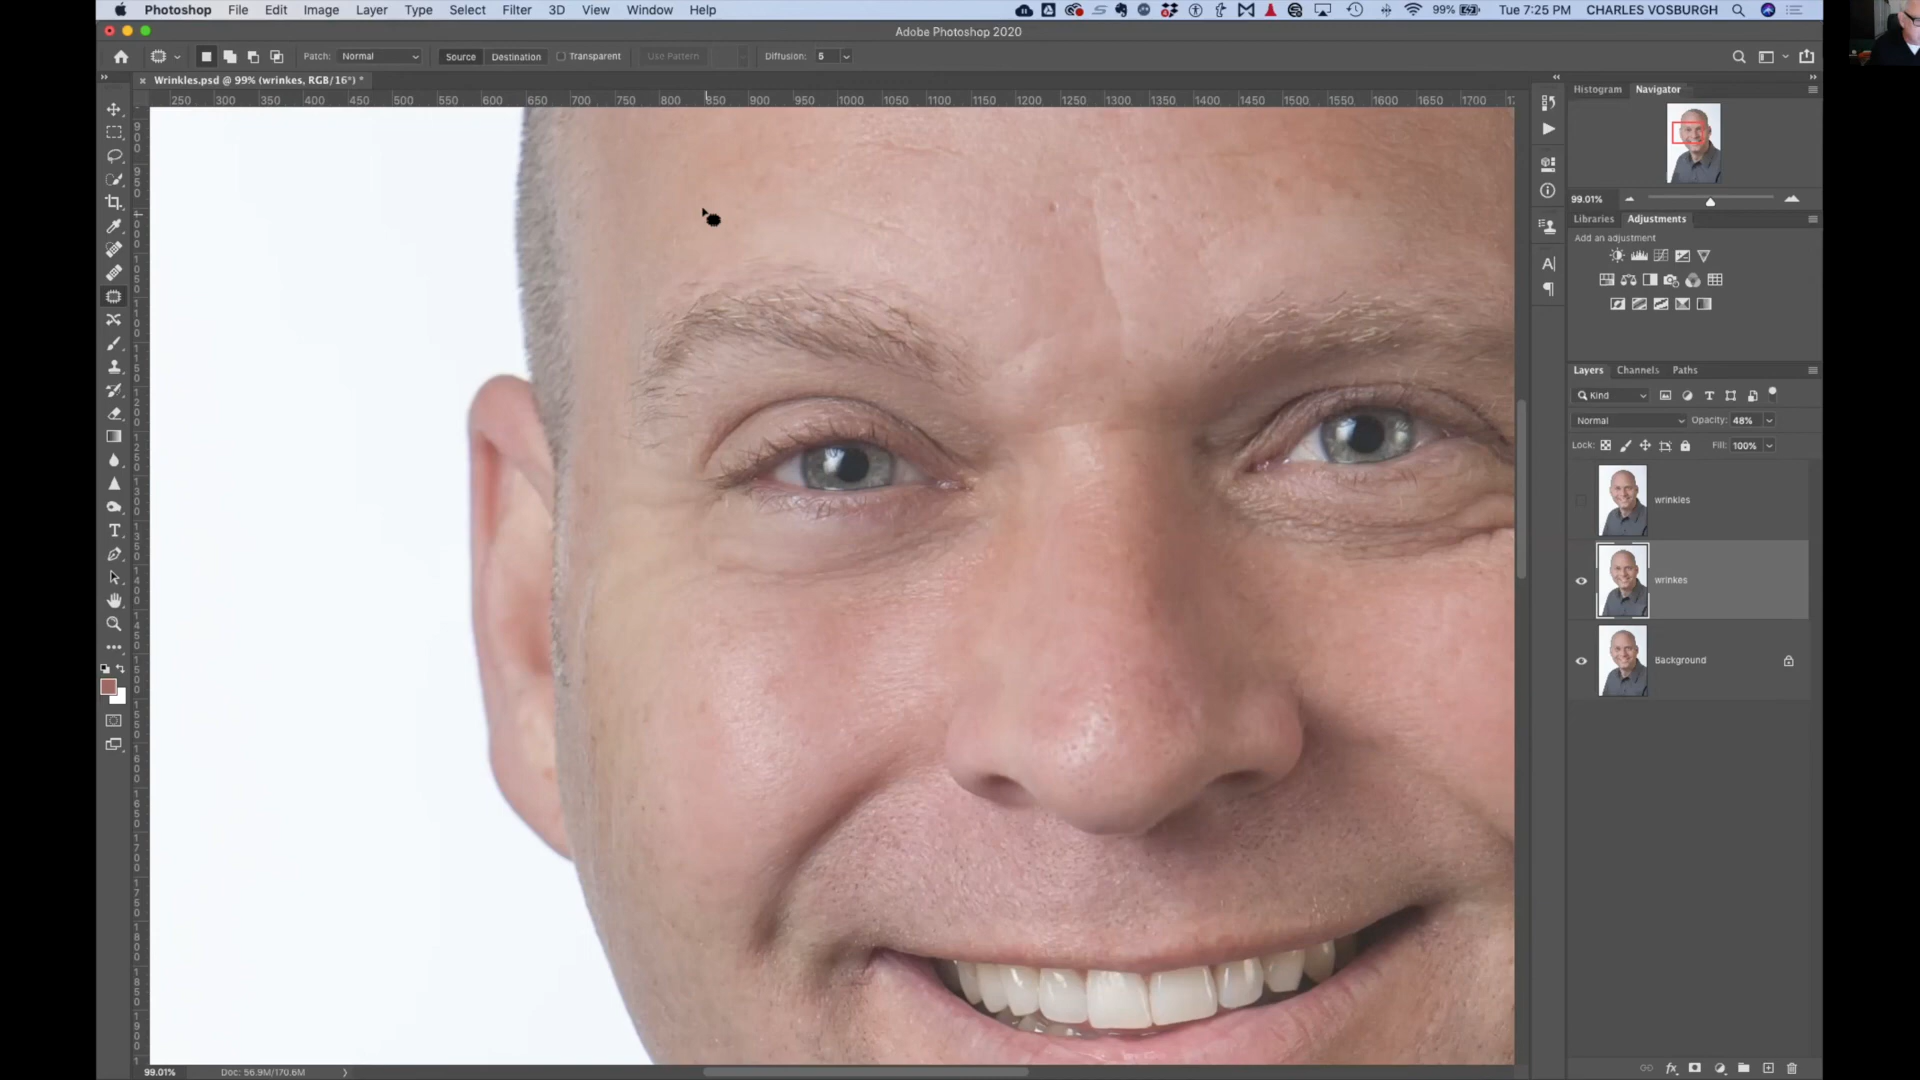 Photoshop File Edit Image Layer Type Select Filter 3D View Window Help 99% Tue 7:25 PM CHARLES VOSBURGH
Adobe Photoshop 2020
Patch: Normal Source Destination Transparent Use Pattern Diffusion: 5
Wrinkles.psd @ 99% (wrinkes, RGB/16*) *
250 300 350 400 450 500 550 600 650 700 750 800 850 900 950 1000 1050 1100 1150 1200 1250 1300 1350 1400 1450 1500 1550 1600 1650 1700
Histogram Navigator
99.01%
Libraries Adjustments
Add an adjustment
Layers Channels Paths
Kind
Normal Opacity: 48%
Lock: Fill: 100%
wrinkles
wrinkes
Background
99.01% Doc: 56.9M/170.6M